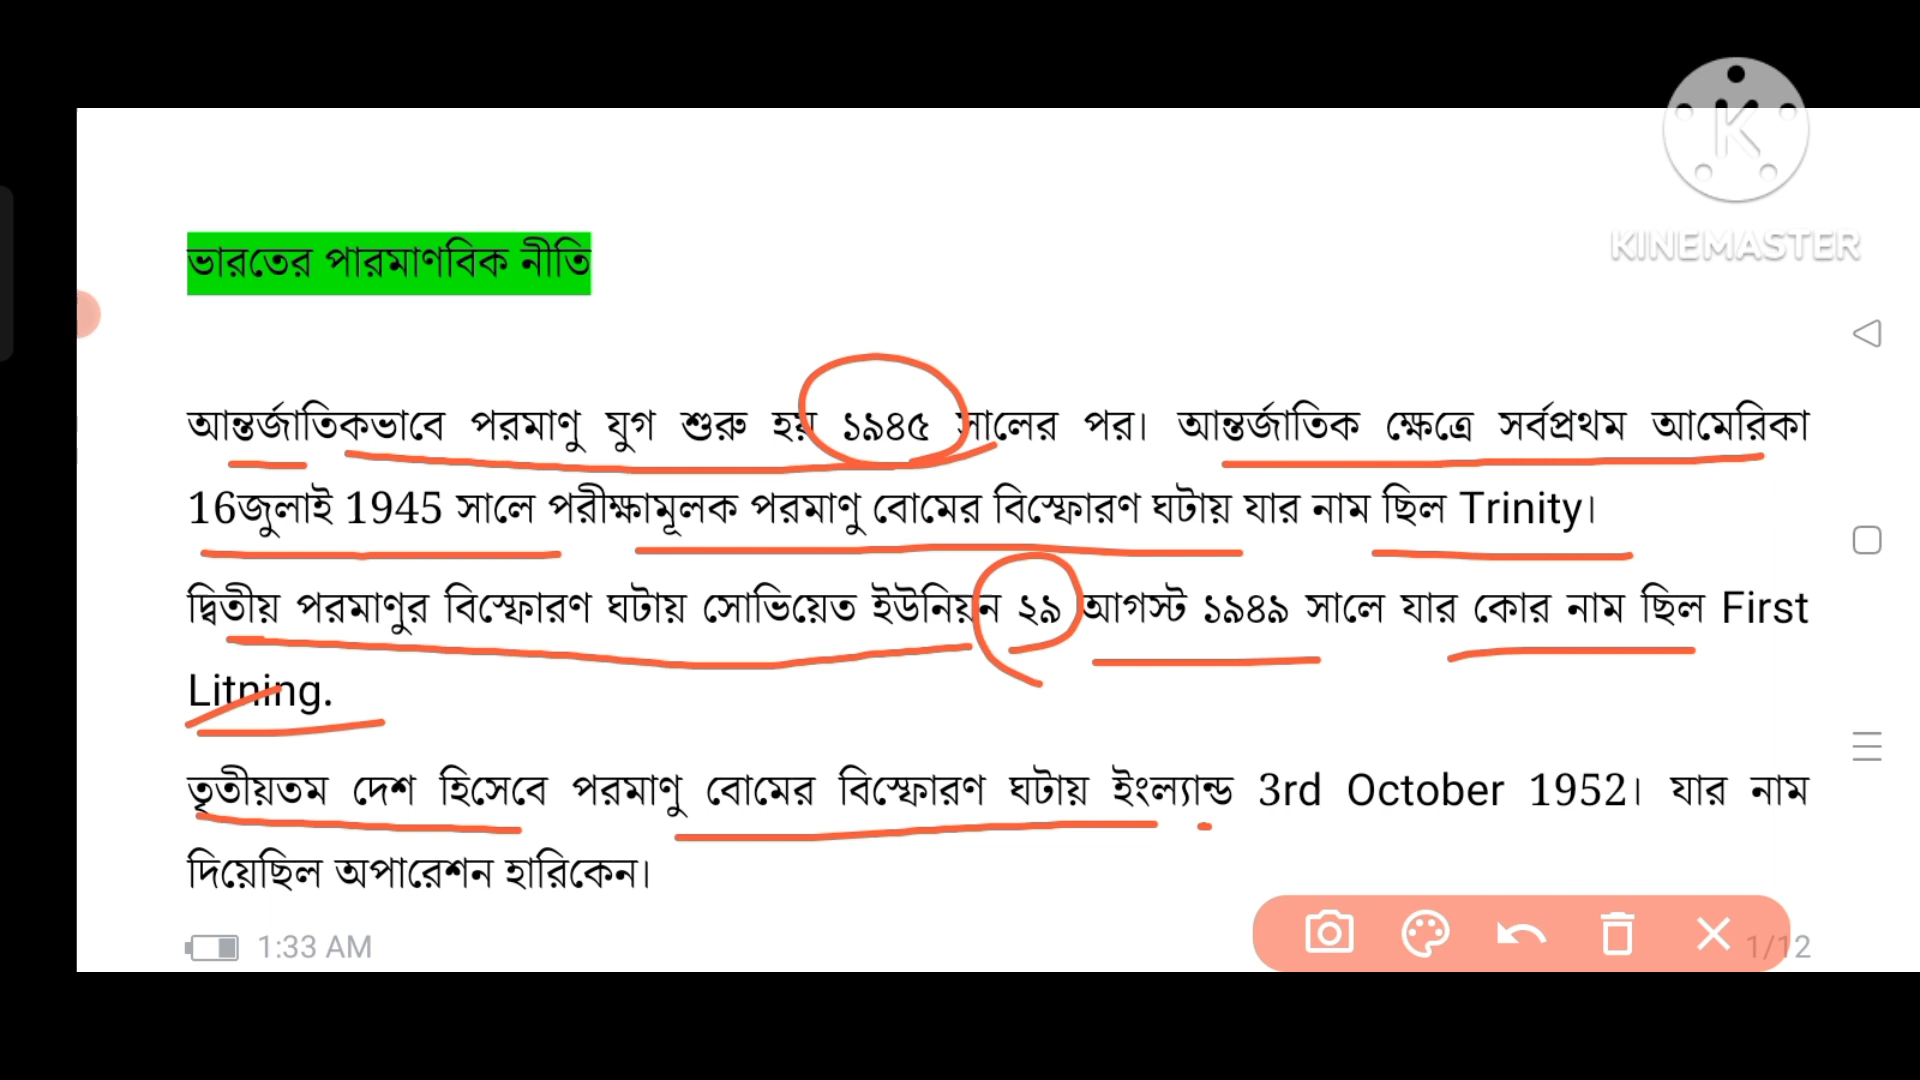 KINEMASTER
ভারতের পারমাণবিক নীতি
আন্তর্জাতিকভাবে পরমাণু যুগ শুরু হয় ১৯৪৫ সালের পর। আন্তর্জাতিক ক্ষেত্রে সর্বপ্রথম আমেরিকা
16জুলাই 1945 সালে পরীক্ষামূলক পরমাণু বোমের বিস্ফোরণ ঘটায় যার নাম ছিল Trinity।
দ্বিতীয় পরমাণুর বিস্ফোরণ ঘটায় সোভিয়েত ইউনিয়ন ২৯ আগস্ট ১৯৪৯ সালে যার কোর নাম ছিল First
Litning.
তৃতীয়তম দেশ হিসেবে পরমাণু বোমের বিস্ফোরণ ঘটায় ইংল্যান্ড 3rd October 1952। যার নাম
দিয়েছিল অপারেশন হারিকেন।
1:33 AM
1/12